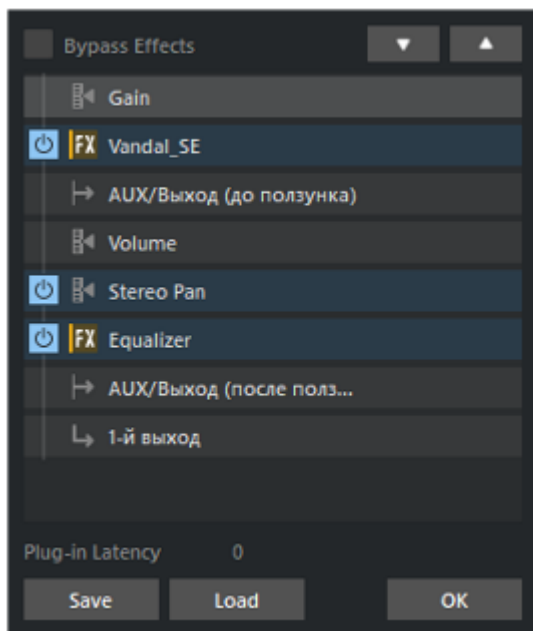 Bypass Effects
Gain
FX Vandal_SE
AUX/Выход (до ползунка)
Volume
Stereo Pan
FX Equalizer
AUX/Выход (после полз...
1-й выход
Plug-in Latency 0
Save Load OK